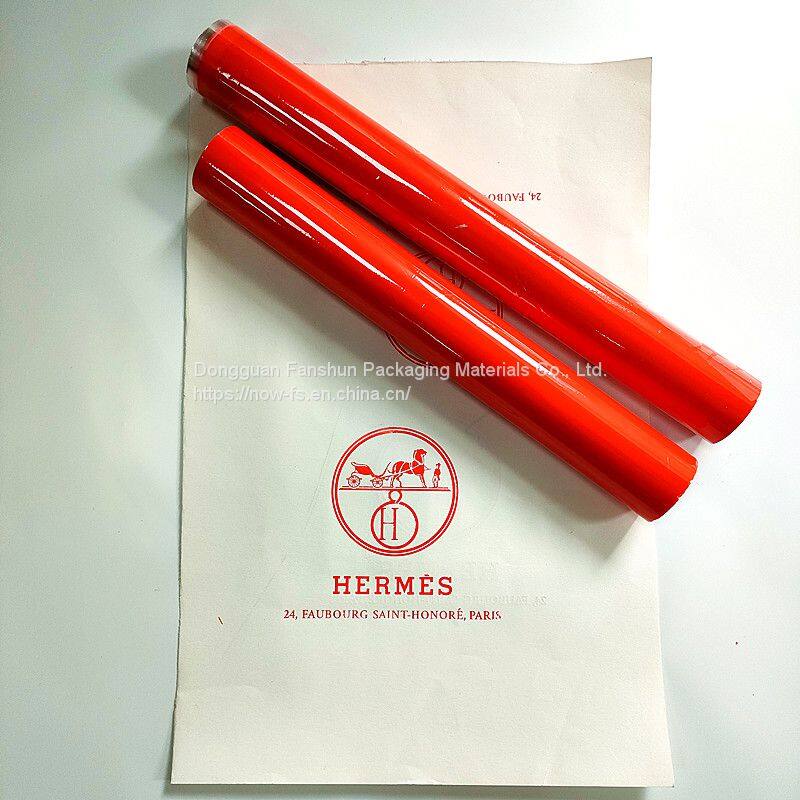 24, FAUBO
Dongguan Fanshun Packaging Materials Co., Ltd.
https://now-fs.en.china.cn/
H
HERMÈS
24, FAUBOURG SAINT-HONORÉ, PARIS